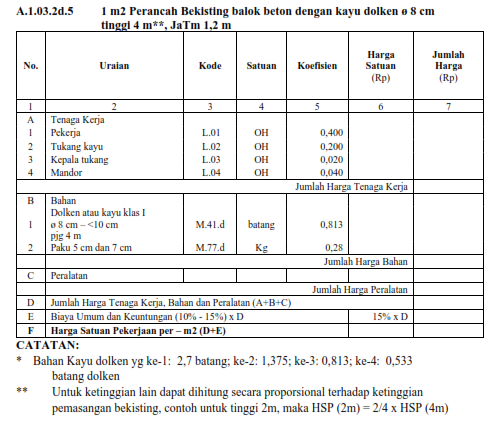 A.1.03.2d.5 1 m2 Perancah Bekisting balok beton dengan kayu dolken ø 8 cm
tinggi 4 m**, JaTm 1,2 m
No. Uraian Kode Satuan Koefisien Harga Satuan (Rp) Jumlah Harga (Rp)
1 2 3 4 5 6 7
A Tenaga Kerja
1 Pekerja L.01 OH 0,400
2 Tukang kayu L.02 OH 0,200
3 Kepala tukang L.03 OH 0,020
4 Mandor L.04 OH 0,040
Jumlah Harga Tenaga Kerja
B Bahan
Dolken atau kayu klas I
1 ø 8 cm – <10 cm M.41.d batang 0,813
pjg 4 m
2 Paku 5 cm dan 7 cm M.77.d Kg 0,28
Jumlah Harga Bahan
C Peralatan
Jumlah Harga Peralatan
D Jumlah Harga Tenaga Kerja, Bahan dan Peralatan (A+B+C)
E Biaya Umum dan Keuntungan (10% - 15%) x D 15% x D
F Harga Satuan Pekerjaan per – m2 (D+E)
CATATAN:
* Bahan Kayu dolken yg ke-1: 2,7 batang; ke-2: 1,375; ke-3: 0,813; ke-4: 0,533
batang dolken
** Untuk ketinggian lain dapat dihitung secara proporsional terhadap ketinggian
pemasangan bekisting, contoh untuk tinggi 2m, maka HSP (2m) = 2/4 x HSP (4m)